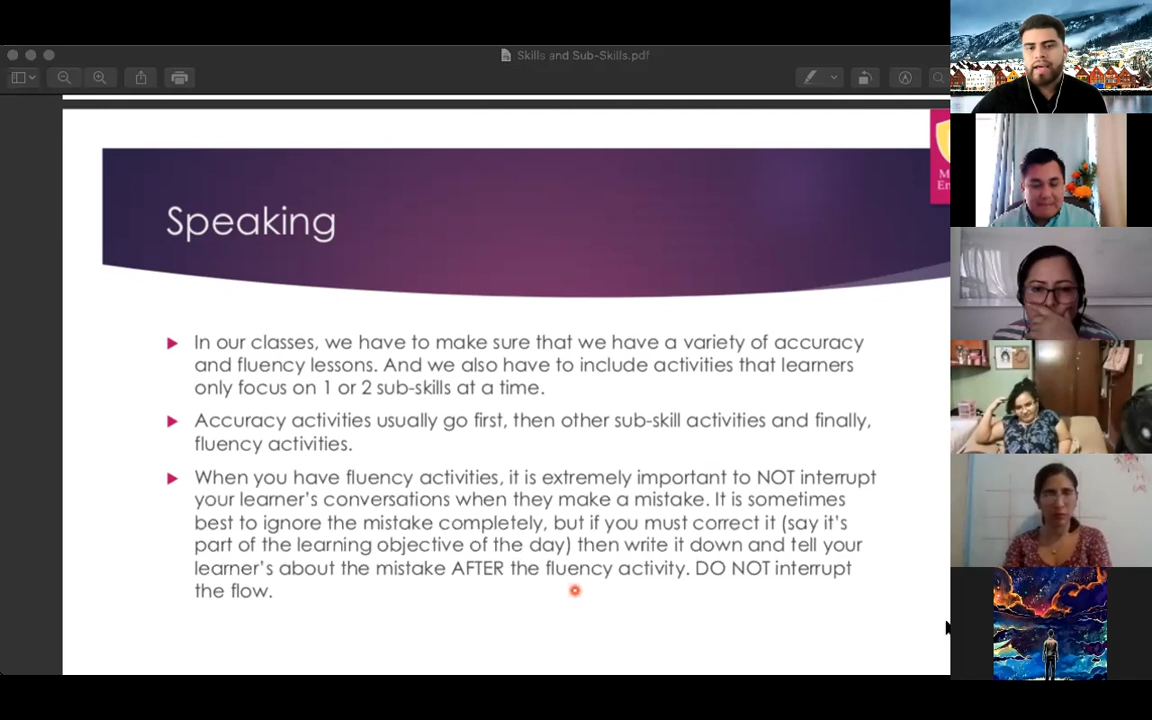 Skills and Sub-Skills.pdf
Speaking
In our classes, we have to make sure that we have a variety of accuracy
and fluency lessons. And we also have to include activities that learners
only focus on 1 or 2 sub-skills at a time.
Accuracy activities usually go first, then other sub-skill activities and finally,
fluency activities.
When you have fluency activities, it is extremely important to NOT interrupt
your learner's conversations when they make a mistake. It is sometimes
best to ignore the mistake completely, but if you must correct it (say it's
part of the learning objective of the day) then write it down and tell your
learner's about the mistake AFTER the fluency activity. DO NOT interrupt
the flow.